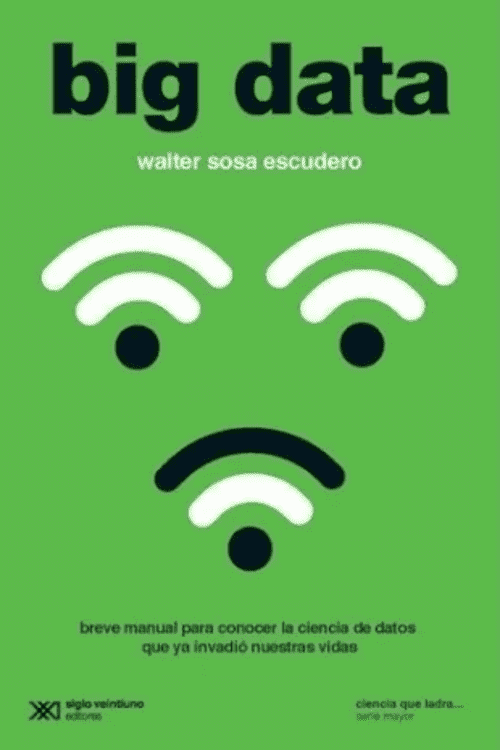 big data
walter sosa escudero
breve manual para conocer la ciencia de datos
que ya invadió nuestras vidas
siglo veintiuno
editores
ciencia que ladra...
serie mayor